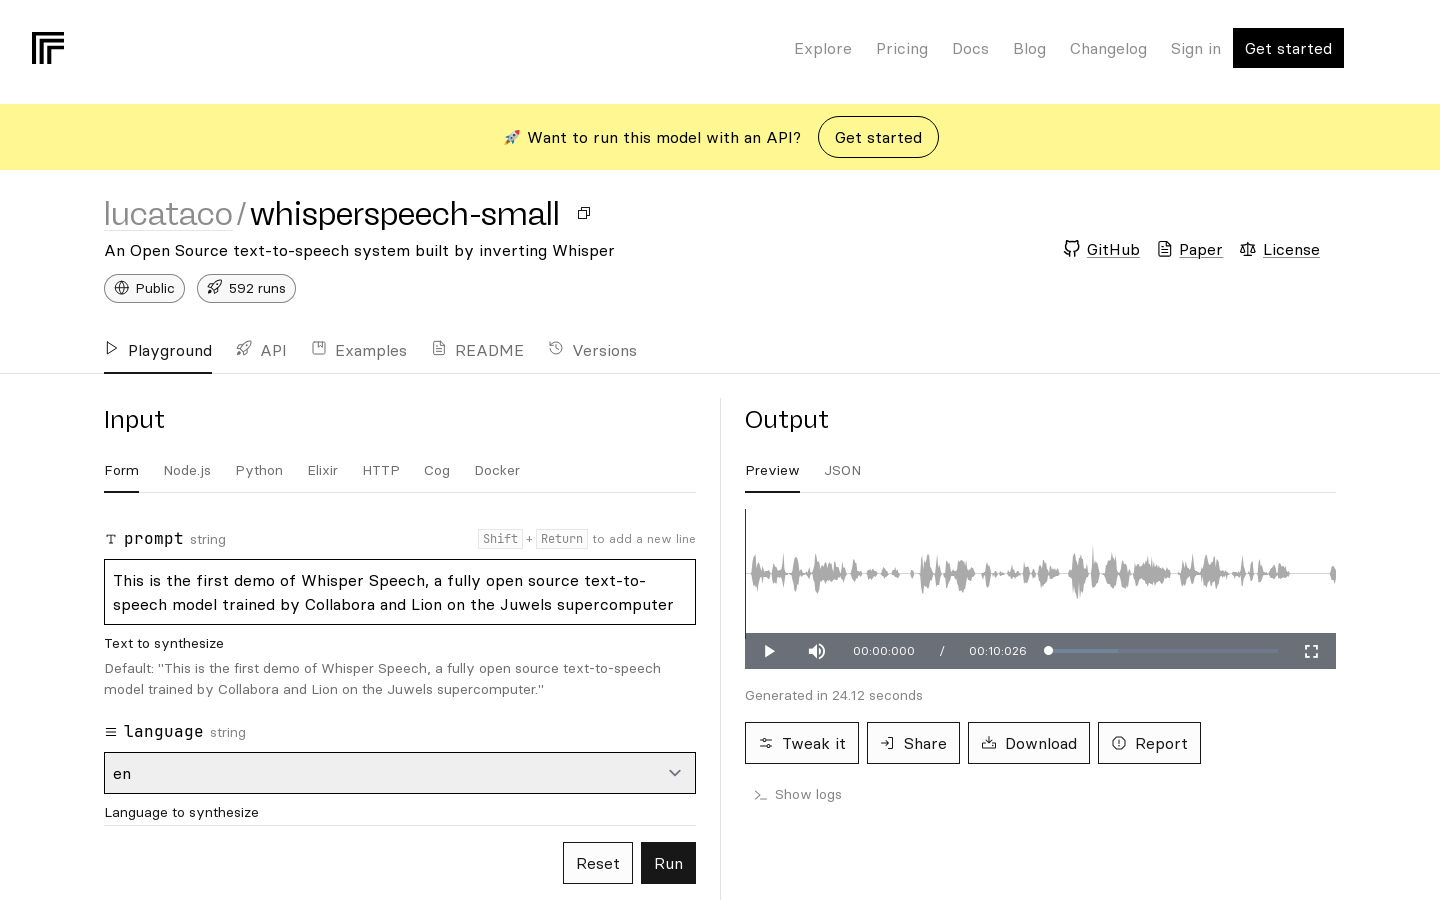 Explore Pricing Docs Blog Changelog Sign in Get started
🚀 Want to run this model with an API? Get started
lucataco/whisperspeech-small
An Open Source text-to-speech system built by inverting Whisper
GitHub Paper License
Public 592 runs
Playground API Examples README Versions
Input
Form Node.js Python Elixir HTTP Cog Docker
prompt string Shift + Return to add a new line
This is the first demo of Whisper Speech, a fully open source text-to-
speech model trained by Collabora and Lion on the Juwels supercomputer
Text to synthesize
Default: "This is the first demo of Whisper Speech, a fully open source text-to-speech
model trained by Collabora and Lion on the Juwels supercomputer."
language string
en
Language to synthesize
Reset Run
Output
Preview JSON
00:00:000 / 00:10:026
Generated in 24.12 seconds
Tweak it Share Download Report
Show logs